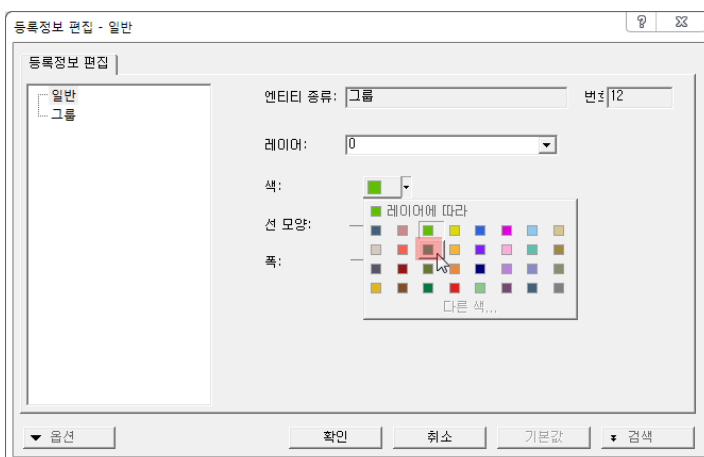 등록정보 편집 - 일반
등록정보 편집
일반
그룹
엔티티 종류: 그룹
번호 12
레이어: 0
색:
레이어에 따라
선 모양:
폭:
다른 색...
옵션
확인
취소
기본값
검색